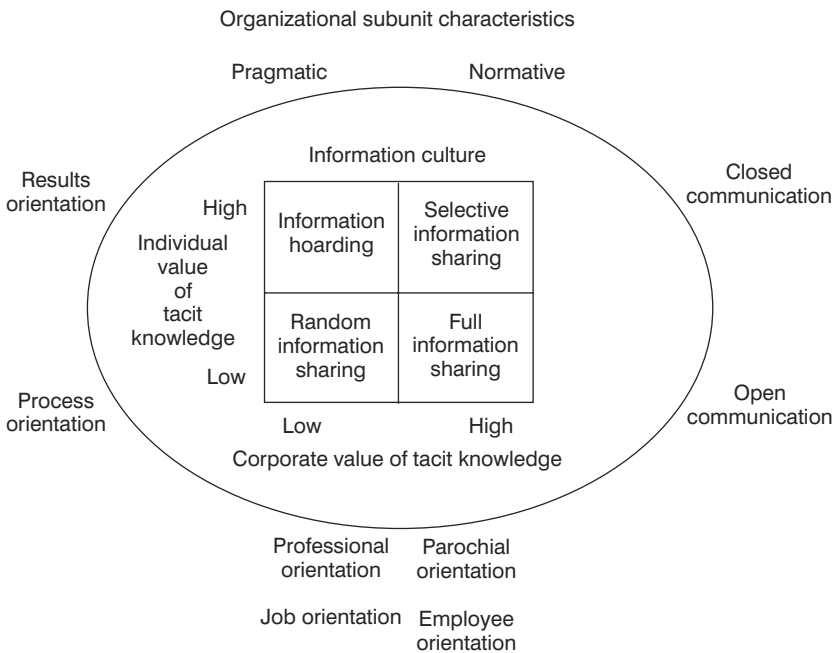 Organizational subunit characteristics
Pragmatic
Normative
Information culture
Results
orientation
Closed
communication
High
Individual
value
of
tacit
knowledge
Low
Information
hoarding
Selective
information
sharing
Random
information
sharing
Full
information
sharing
Process
orientation
Open
communication
Low
High
Corporate value of tacit knowledge
Professional
orientation
Parochial
orientation
Job orientation
Employee
orientation